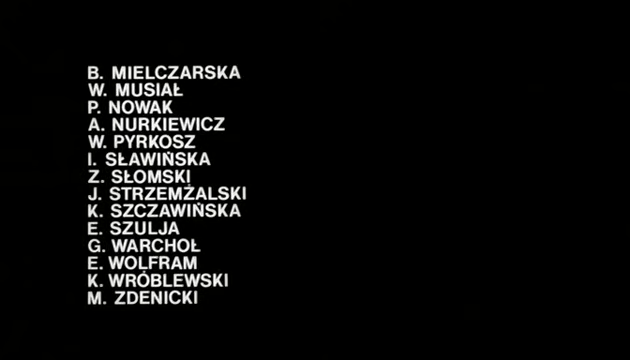 B. MIELCZARSKA
W. MUSIAŁ
P. NOWAK
A. NURKIEWICZ
W. PYRKOSZ
I. SŁAWIŃSKA
Z. SŁOMSKI
J. STRZEMŻALSKI
K. SZCZAWIŃSKA
E. SZULJA
G. WARCHOŁ
E. WOLFRAM
K. WRÓBLEWSKI
M. ZDENICKI